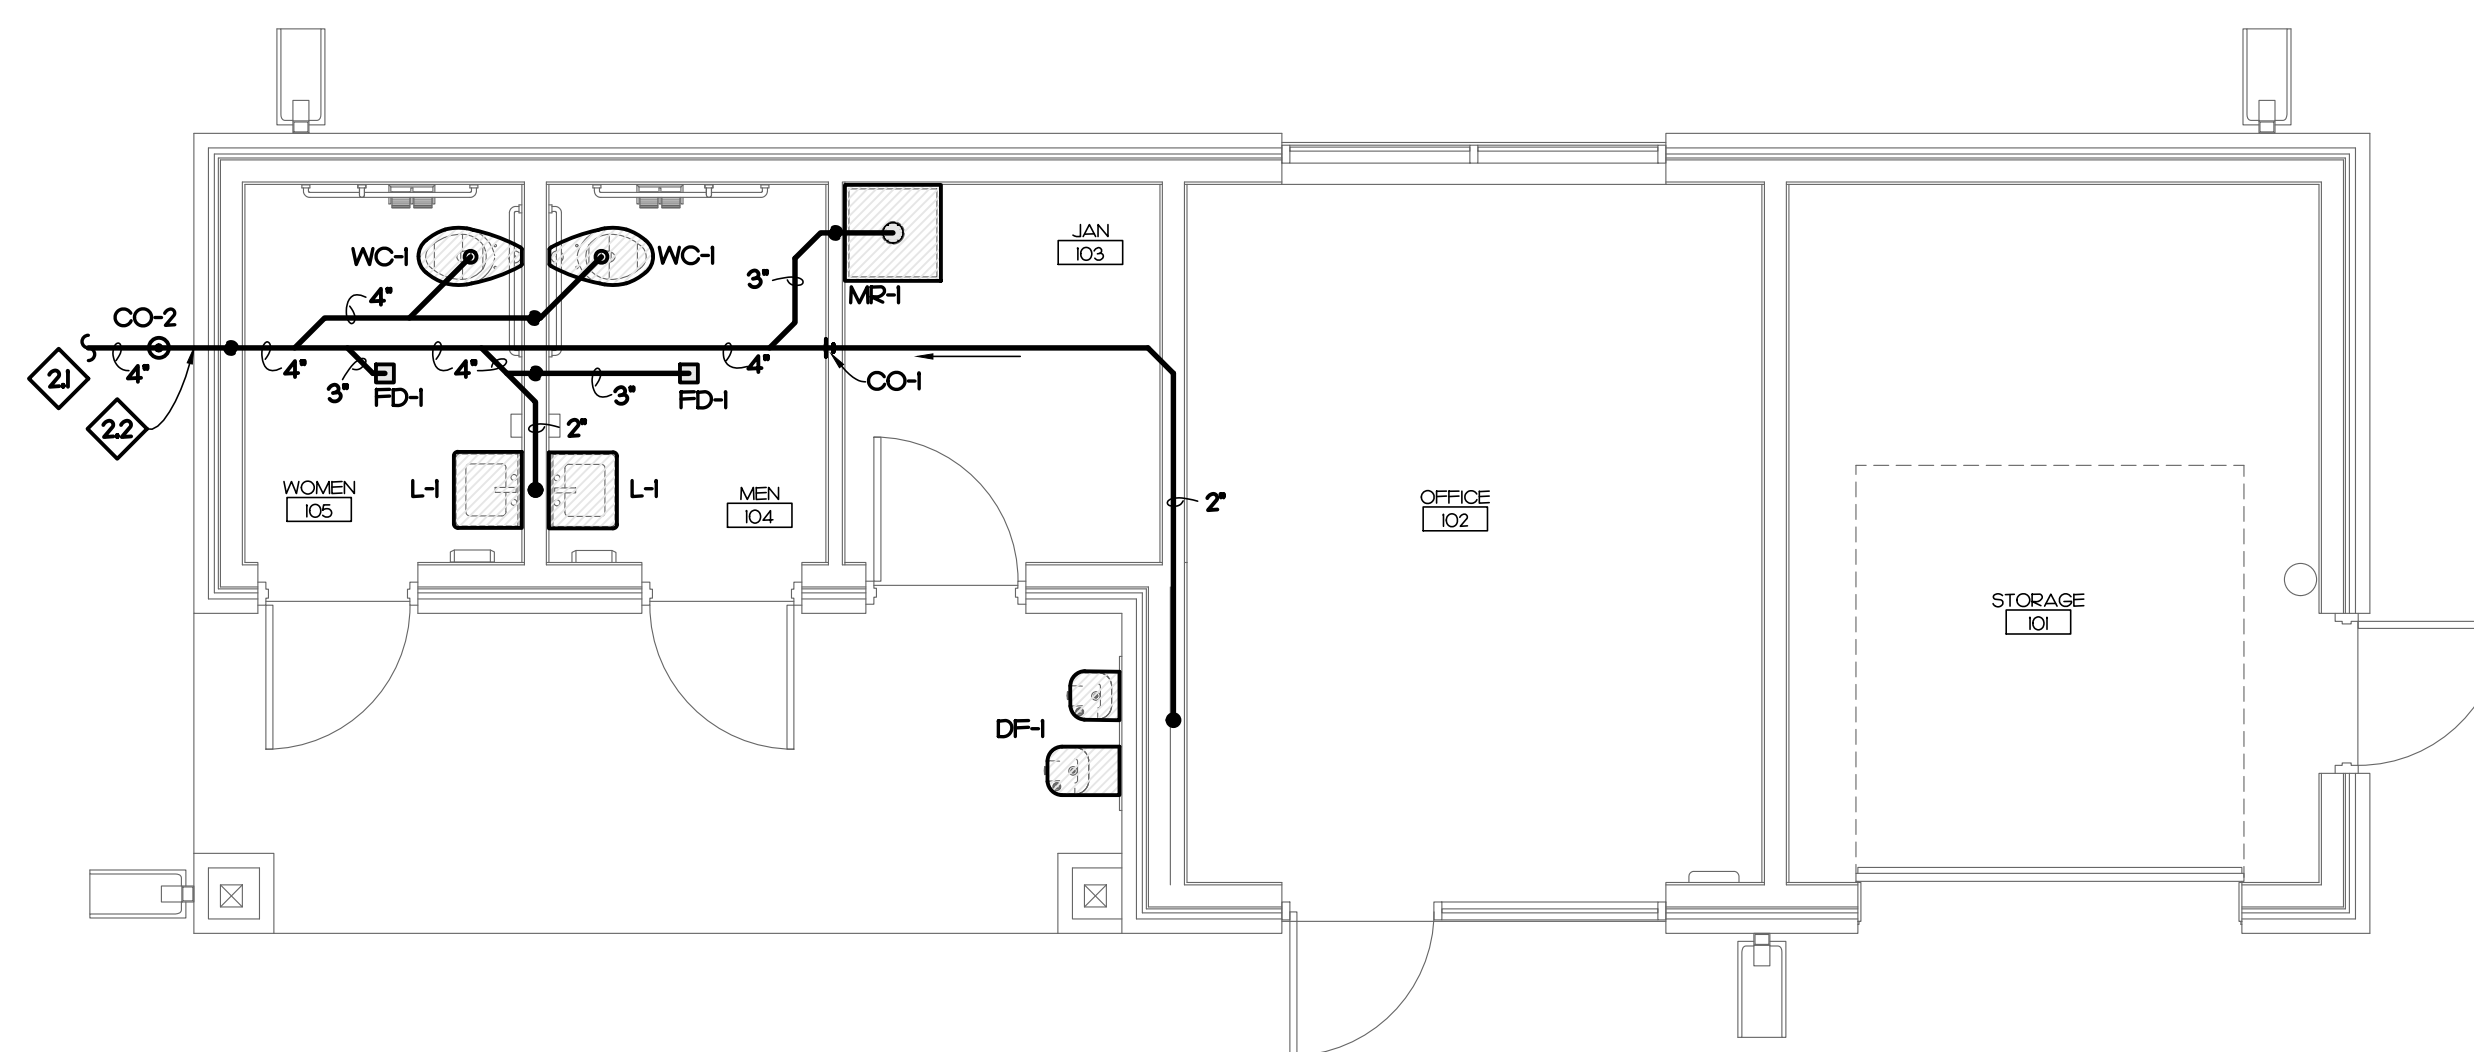 JAN
103
WC-1
WC-1
3"
MR-1
4"
CO-2
2.1
4"
4"
4"
4"
CO-1
3"
FD-1
3"
FD-1
2.2
2"
L-1
L-1
WOMEN
105
MEN
104
2"
OFFICE
102
STORAGE
101
DF-1